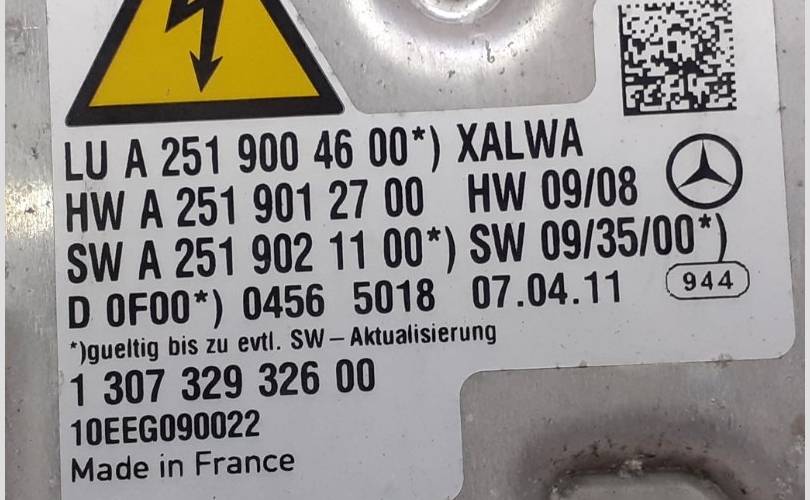 LU A 251 900 46 00*) XALWA
HW A 251 901 27 00 HW 09/08
SW A 251 902 11 00*) SW 09/35/00*)
D 0F00*) 0456 5018 07.04.11 944
*)gueltig bis zu evtl. SW-Aktualisierung
1 307 329 326 00
10EEG090022
Made in France